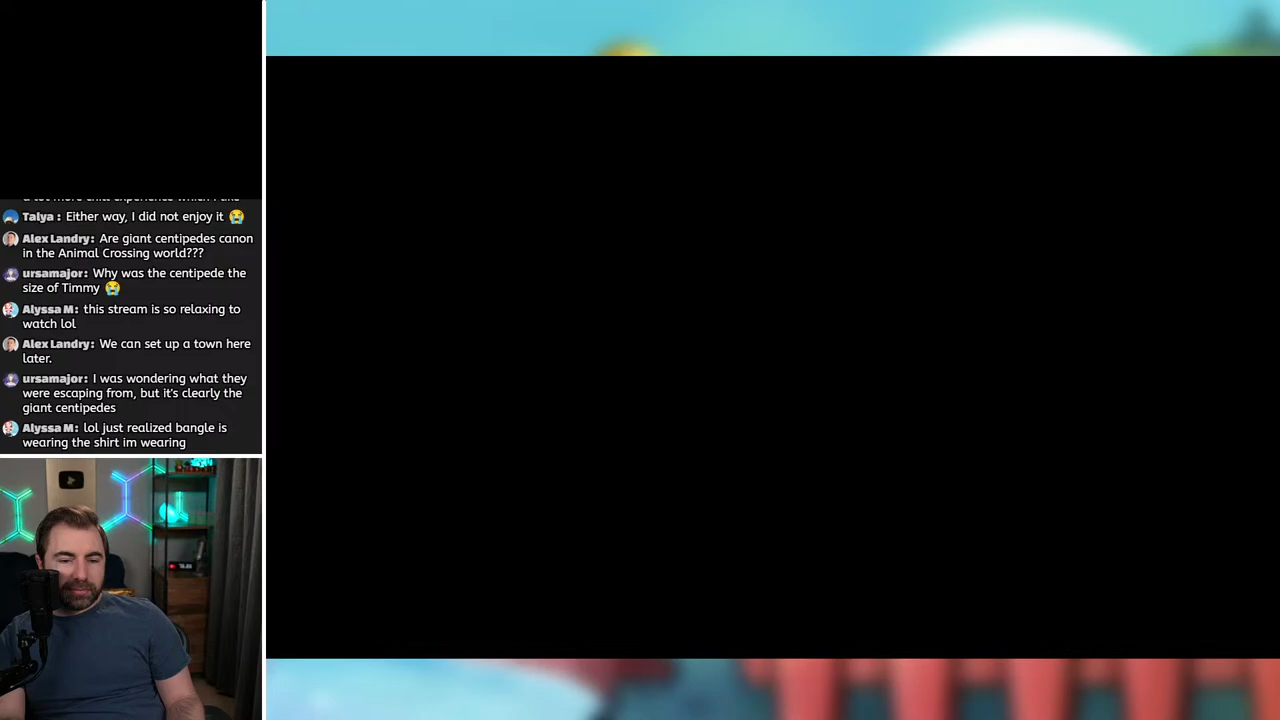 Talya : Either way, I did not enjoy it 😭
Alex Landry: Are giant centipedes canon
in the Animal Crossing world???
ursamajor: Why was the centipede the
size of Timmy 😭
Alyssa M: this stream is so relaxing to
watch lol
Alex Landry: We can set up a town here
later.
ursamajor: I was wondering what they
were escaping from, but it's clearly the
giant centipedes
Alyssa M: lol just realized bangle is
wearing the shirt im wearing